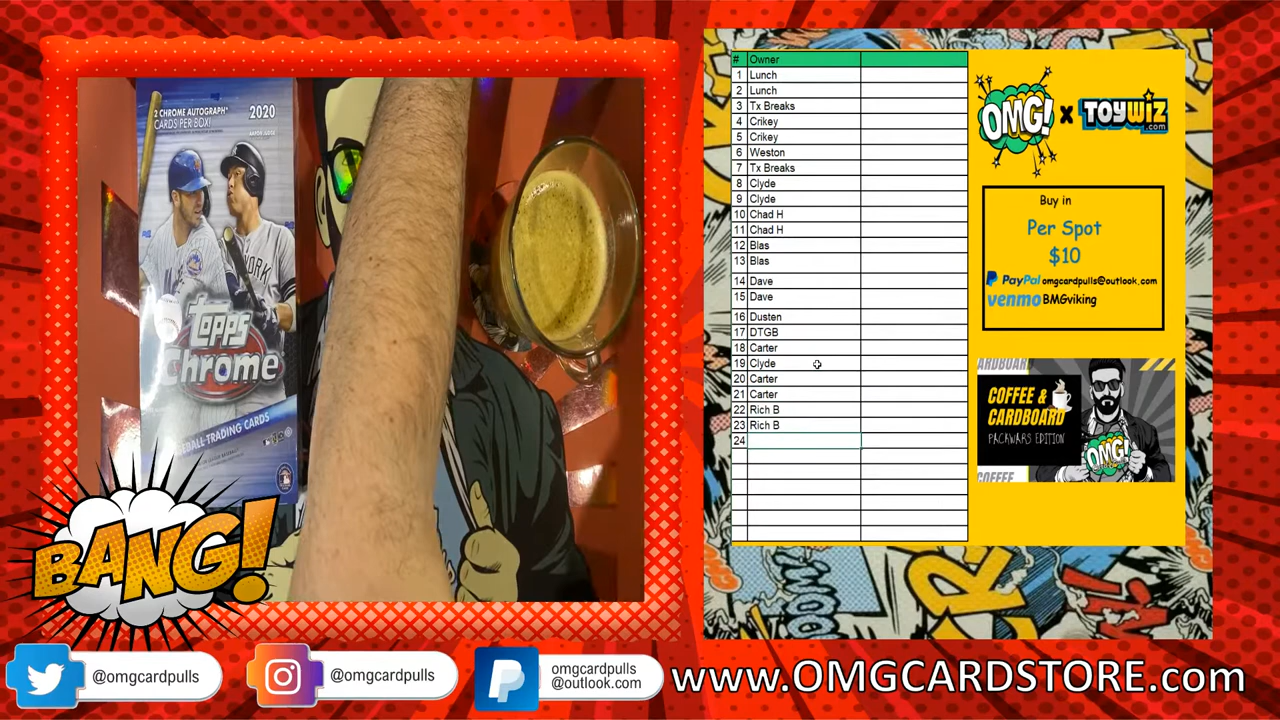 2 CHROME AUTOGRAPH
CARDS PER BOX!
2020
Topps
Chrome
BASEBALL TRADING CARDS
BANG!
# Owner
1 Lunch
2 Lunch
3 Tx Breaks
4 Crikey
5 Crikey
6 Weston
7 Tx Breaks
8 Clyde
9 Clyde
10 Chad H
11 Chad H
12 Blas
13 Blas
14 Dave
15 Dave
16 Dusten
17 DTGB
18 Carter
19 Clyde
20 Carter
21 Carter
22 Rich B
23 Rich B
24
OMG! x TOYWIZ
.com
Buy in
Per Spot
$10
PayPal omgcardpulls@outlook.com
venmo BMGviking
CARDBOARD
COFFEE &
CARDBOARD
PACKWARS EDITION
OMG!
COFFEE
@omgcardpulls
@omgcardpulls
omgcardpulls
@outlook.com
www.OMGCARDSTORE.com